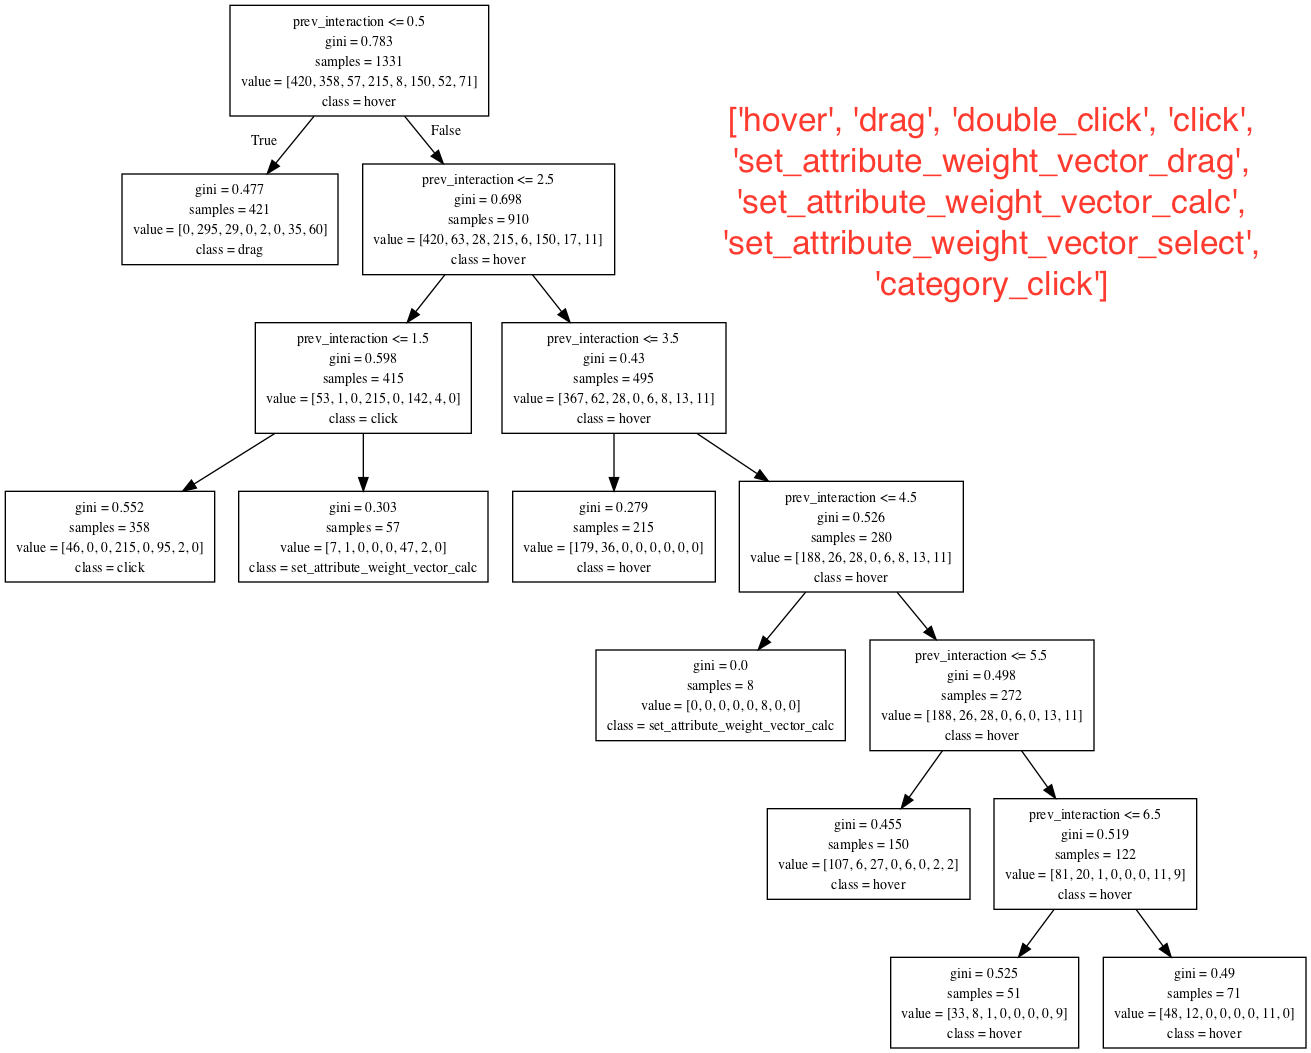 prev_interaction <= 0.5
gini = 0.783
samples = 1331
value = [420, 358, 57, 215, 8, 150, 52, 71]
class = hover
['hover', 'drag', 'double_click', 'click',
'set_attribute_weight_vector_drag',
'set_attribute_weight_vector_calc',
'set_attribute_weight_vector_select',
'category_click']
True
False
gini = 0.477
samples = 421
value = [0, 295, 29, 0, 2, 0, 35, 60]
class = drag
prev_interaction <= 2.5
gini = 0.698
samples = 910
value = [420, 63, 28, 215, 6, 150, 17, 11]
class = hover
prev_interaction <= 1.5
gini = 0.598
samples = 415
value = [53, 1, 0, 215, 0, 142, 4, 0]
class = click
prev_interaction <= 3.5
gini = 0.43
samples = 495
value = [367, 62, 28, 0, 6, 8, 13, 11]
class = hover
gini = 0.552
samples = 358
value = [46, 0, 0, 215, 0, 95, 2, 0]
class = click
gini = 0.303
samples = 57
value = [7, 1, 0, 0, 0, 47, 2, 0]
class = set_attribute_weight_vector_calc
gini = 0.279
samples = 215
value = [179, 36, 0, 0, 0, 0, 0, 0]
class = hover
prev_interaction <= 4.5
gini = 0.526
samples = 280
value = [188, 26, 28, 0, 6, 8, 13, 11]
class = hover
gini = 0.0
samples = 8
value = [0, 0, 0, 0, 0, 8, 0, 0]
class = set_attribute_weight_vector_calc
prev_interaction <= 5.5
gini = 0.498
samples = 272
value = [188, 26, 28, 0, 6, 0, 13, 11]
class = hover
gini = 0.455
samples = 150
value = [107, 6, 27, 0, 6, 0, 2, 2]
class = hover
prev_interaction <= 6.5
gini = 0.519
samples = 122
value = [81, 20, 1, 0, 0, 0, 11, 9]
class = hover
gini = 0.525
samples = 51
value = [33, 8, 1, 0, 0, 0, 0, 9]
class = hover
gini = 0.49
samples = 71
value = [48, 12, 0, 0, 0, 0, 11, 0]
class = hover